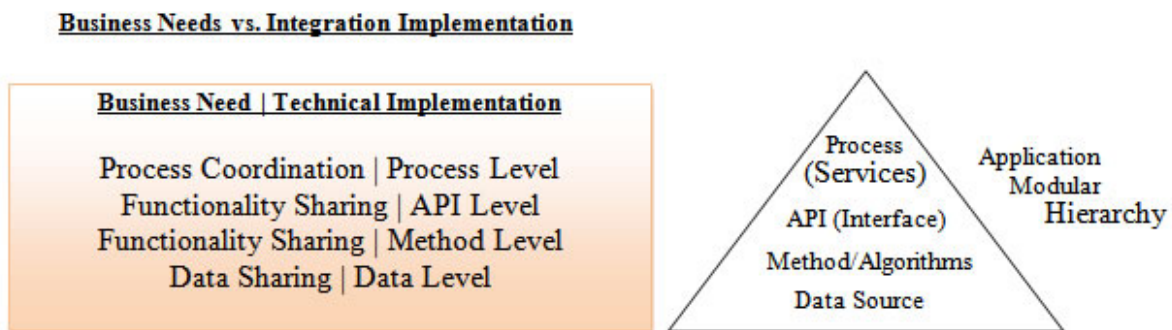 Business Needs vs. Integration Implementation
Business Need | Technical Implementation
Process Coordination | Process Level
Functionality Sharing | API Level
Functionality Sharing | Method Level
Data Sharing | Data Level
Process
(Services)
API (Interface)
Method/Algorithms
Data Source
Application
Modular
Hierarchy